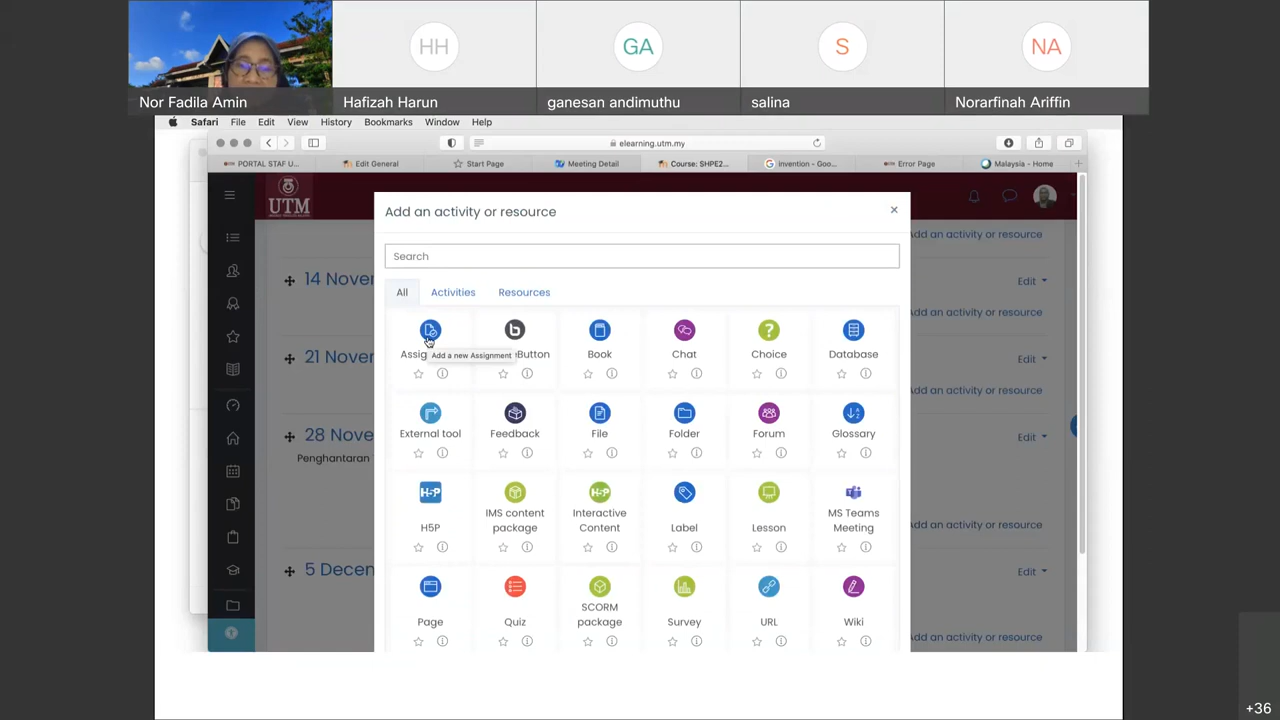 HH
GA
S
NA
Nor Fadila Amin
Hafizah Harun
ganesan andimuthu
salina
Norarfinah Ariffin
Safari File Edit View History Bookmarks Window Help
elearning.utm.my
PORTAL STAF U...
Edit General
Start Page
Meeting Detail
Course: SHPE2...
invention - Goo...
Error Page
Malaysia - Home
UTM
Add an activity or resource
Search
All
Activities
Resources
Add an activity or resource
14 Nover
Edit
Add an activity or resource
21 Nover
Edit
Add an activity or resource
28 Nove
Edit
Penghantaran
Add an activity or resource
5 Decen
Edit
Add an activity or resource
Assig
Add a new Assignment
Button
Book
Chat
Choice
Database
External tool
Feedback
File
Folder
Forum
Glossary
H5P
IMS content
package
Interactive
Content
Label
Lesson
MS Teams
Meeting
Page
Quiz
SCORM
package
Survey
URL
Wiki
+36